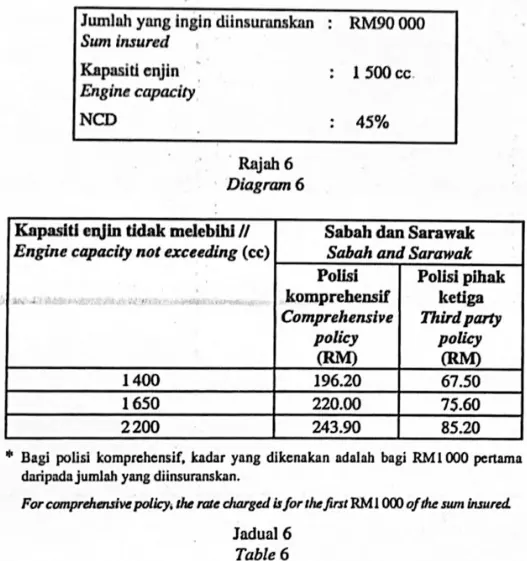 Jumlah yang ingin diinsuranskan : RM90 000
Sum insured
Kapasiti enjin : 1 500 cc
Engine capacity
NCD : 45%
Rajah 6
Diagram 6
Kapasiti enjin tidak melebihi //
Engine capacity not exceeding (cc)
Sabah dan Sarawak
Sabah and Sarawak
Polisi
komprehensif
Comprehensive
policy
(RM)
Polisi pihak
ketiga
Third party
policy
(RM)
1 400 196.20 67.50
1 650 220.00 75.60
2 200 243.90 85.20
* Bagi polisi komprehensif, kadar yang dikenakan adalah bagi RM1 000 pertama
daripada jumlah yang diinsuranskan.
For comprehensive policy, the rate charged is for the first RM1 000 of the sum insured.
Jadual 6
Table 6